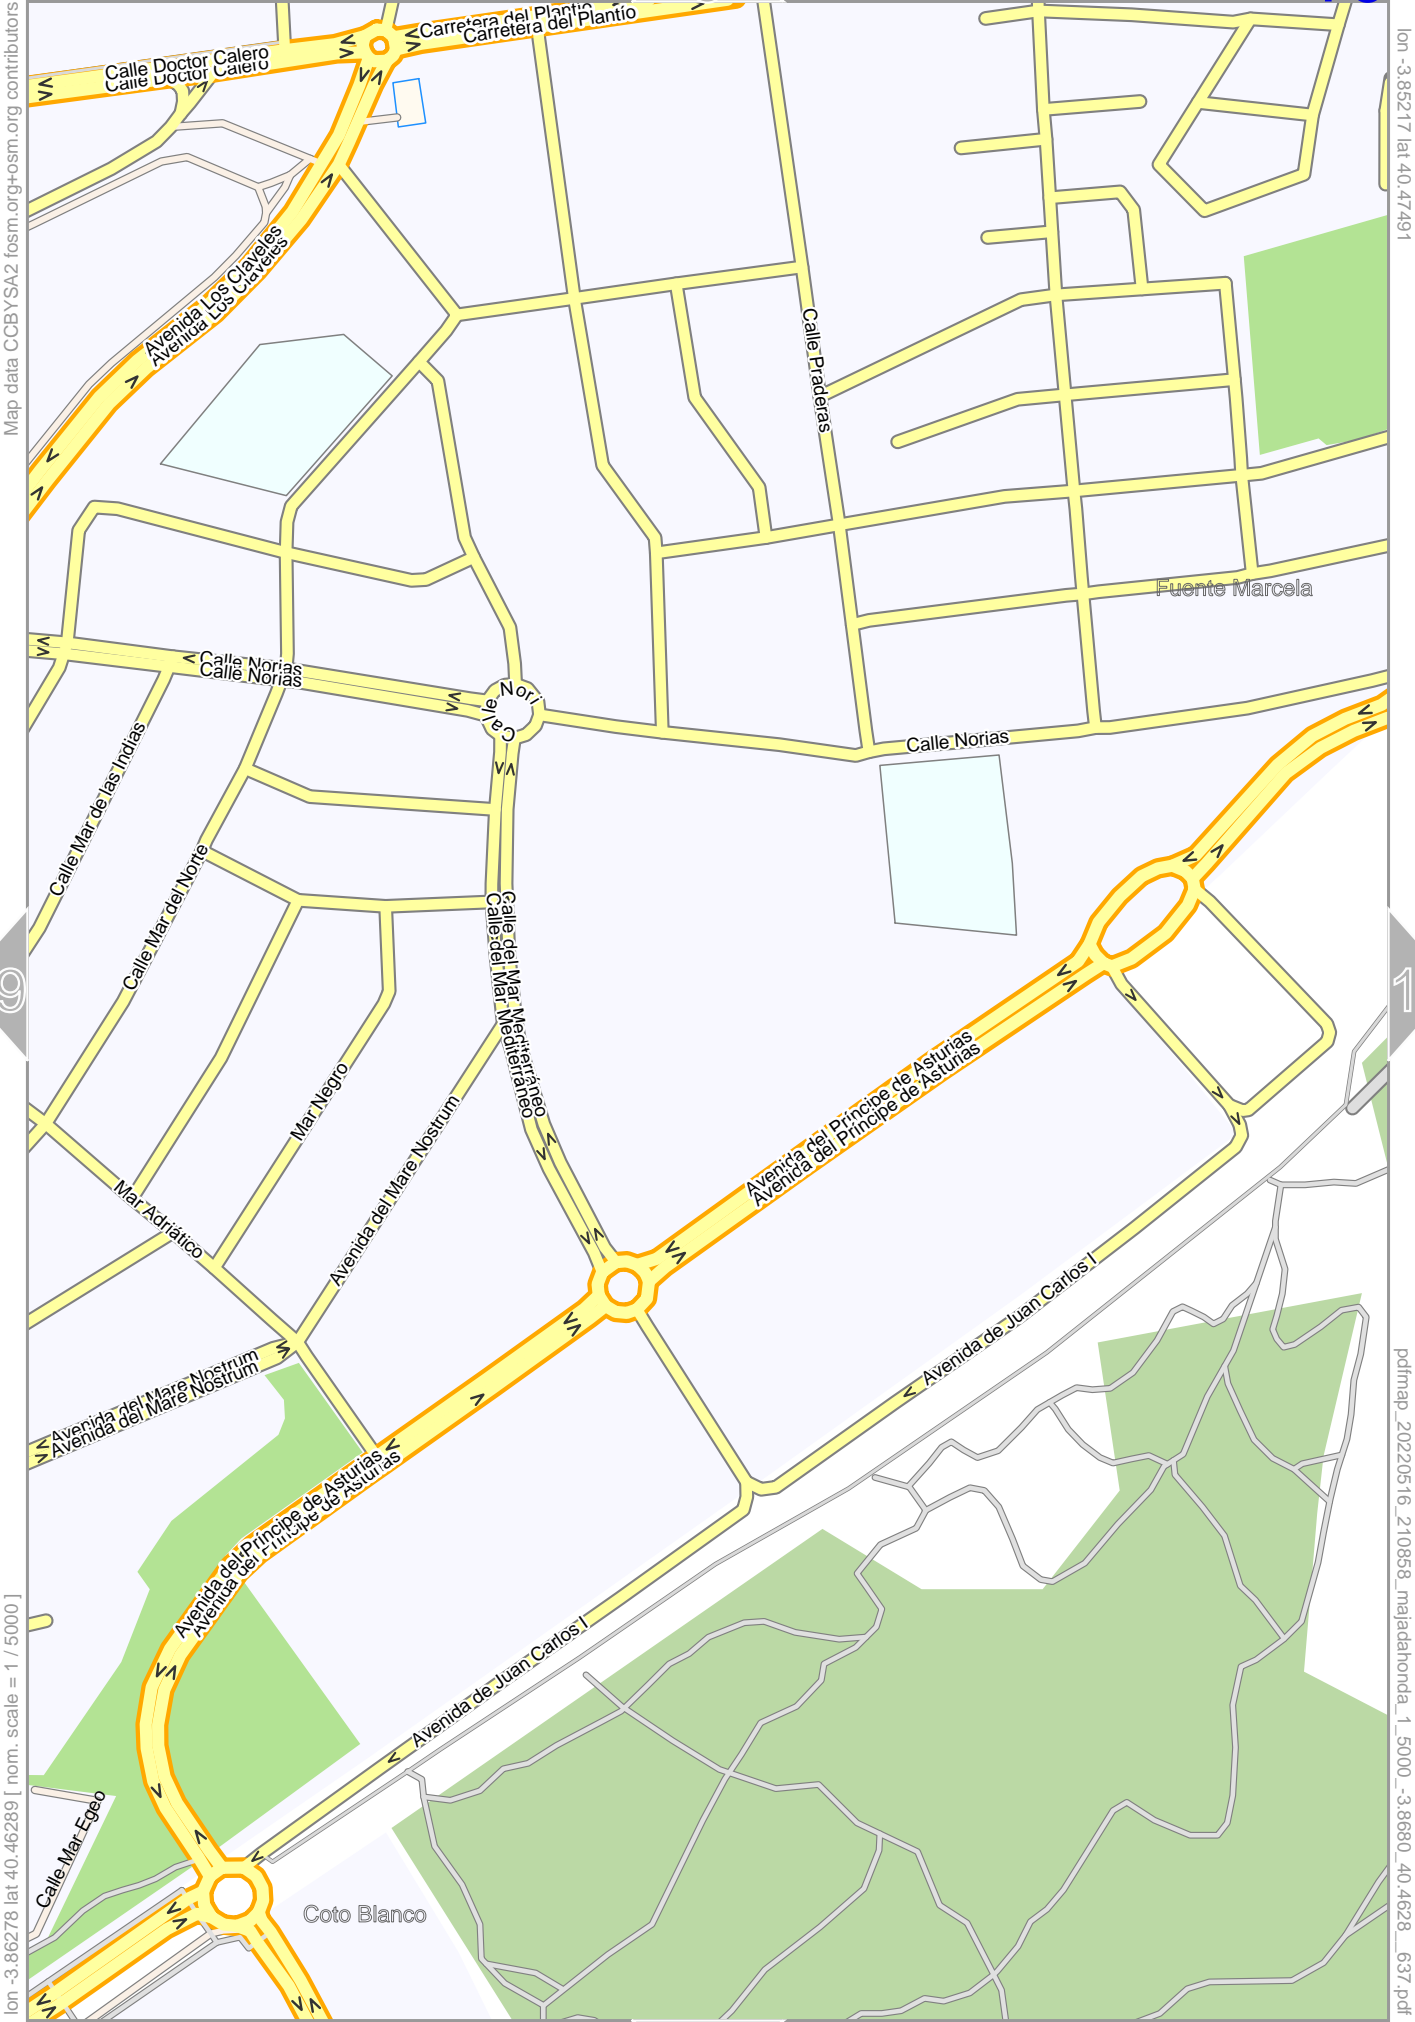 Carretera del Plantío
Carretera del Plantío
Calle Doctor Calero
Calle Doctor Calero
Map data CCBYSA2 fosm.org+osm.org contributors
lon -3.85217 lat 40.47491
Avenida Los Claveles
Avenida Los Claveles
Calle Praderas
Fuente Marcela
Calle Norias
Calle Norias
Calle Nori
Calle Norias
Calle Mar de las Indias
Calle Mar del Norte
Calle del Mar Mediterráneo
Calle del Mar Mediterráneo
9
1
Mar Negro
Avenida del Mare Nostrum
Avenida del Príncipe de Asturias
Avenida del Príncipe de Asturias
Mar Adriático
Avenida de Juan Carlos I
Avenida del Mare Nostrum
Avenida del Mare Nostrum
Avenida del Príncipe de Asturias
Avenida del Príncipe de Asturias
Avenida de Juan Carlos I
Calle Mar Egeo
Coto Blanco
lon -3.86278 lat 40.46289 [ nom. scale = 1 / 5000 ]
pdfmap_20220516_210858_majadahonda_1_5000_-3.8680_40.4628__637.pdf